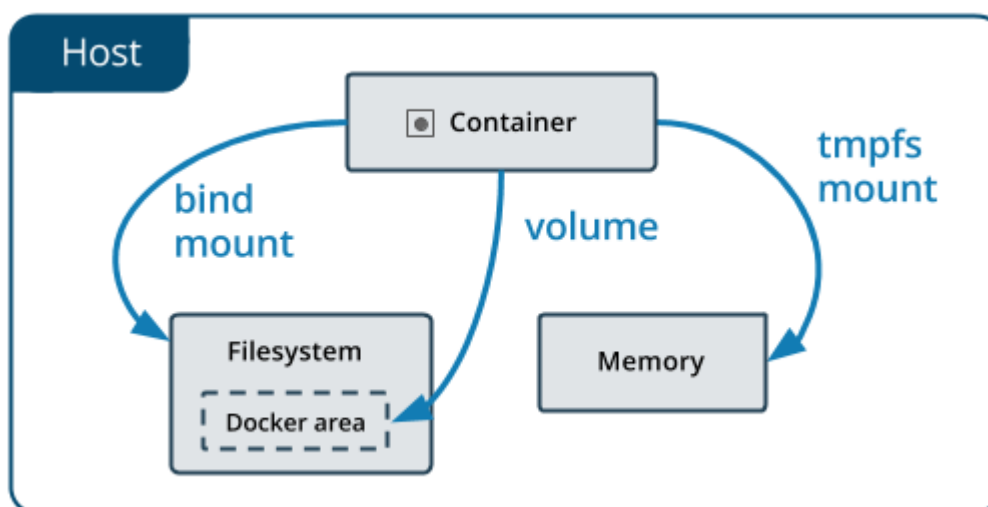 Host
Container
tmpfs
mount
bind
mount
volume
Filesystem
Memory
Docker area